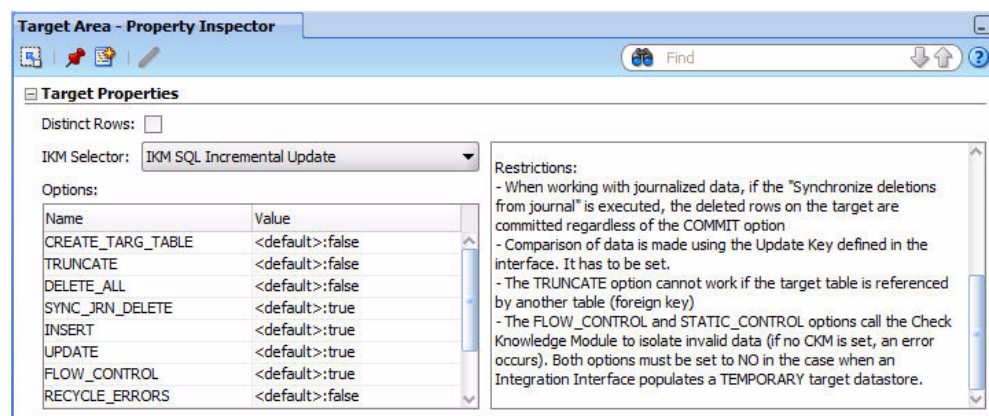 Target Area - Property Inspector
Find
Target Properties
Distinct Rows:
IKM Selector: IKM SQL Incremental Update
Options:
Name Value
CREATE_TARG_TABLE <default>:false
TRUNCATE <default>:false
DELETE_ALL <default>:false
SYNC_JRN_DELETE <default>:true
INSERT <default>:true
UPDATE <default>:true
FLOW_CONTROL <default>:true
RECYCLE_ERRORS <default>:false
Restrictions:
- When working with journalized data, if the "Synchronize deletions
from journal" is executed, the deleted rows on the target are
committed regardless of the COMMIT option
- Comparison of data is made using the Update Key defined in the
interface. It has to be set.
- The TRUNCATE option cannot work if the target table is referenced
by another table (foreign key)
- The FLOW_CONTROL and STATIC_CONTROL options call the Check
Knowledge Module to isolate invalid data (if no CKM is set, an error
occurs). Both options must be set to NO in the case when an
Integration Interface populates a TEMPORARY target datastore.